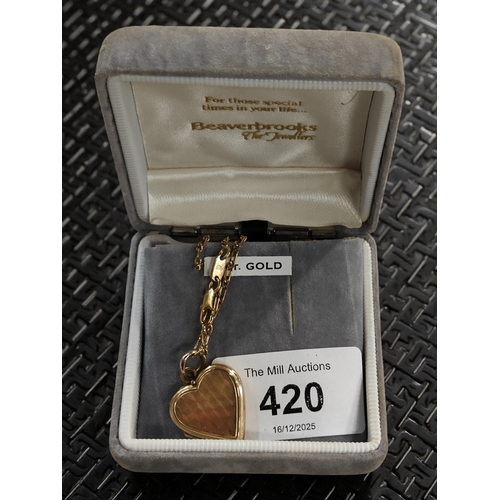 For those special
times in your life...
Beaverbrooks
The Jewellers
GOLD
The Mill Auctions
420
16/12/2025